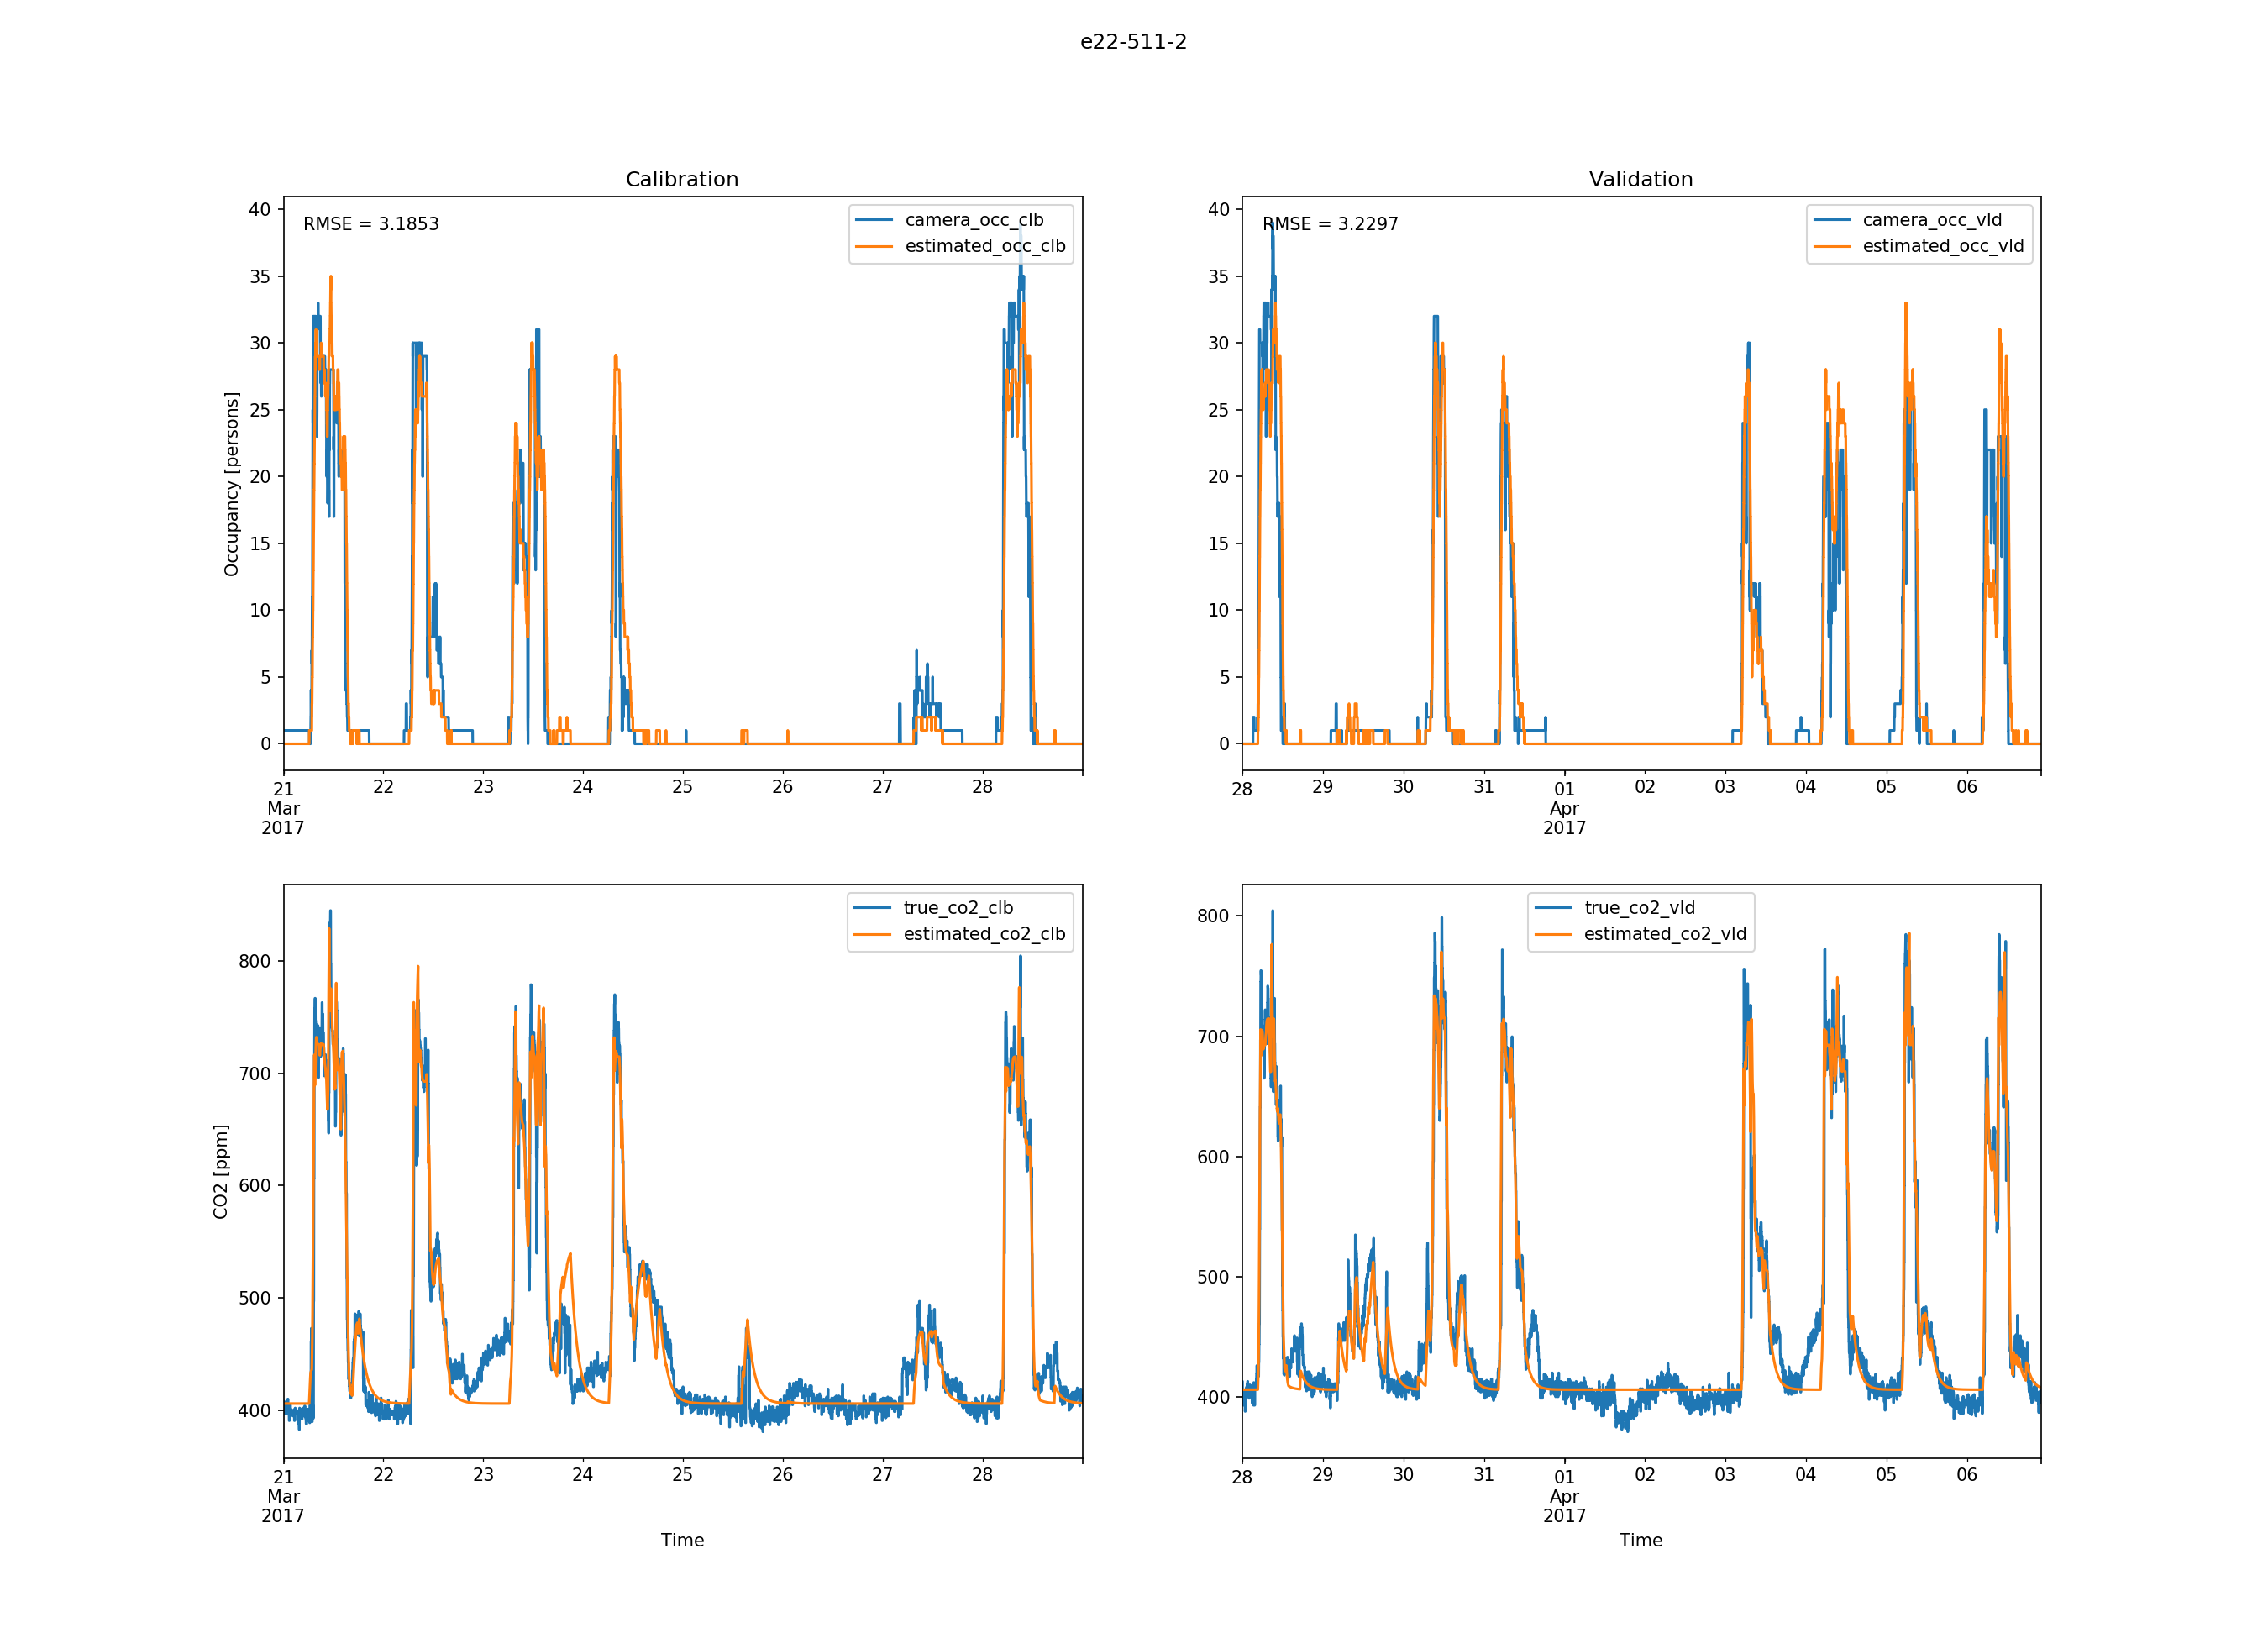 e22-511-2
Calibration
RMSE = 3.1853
camera_occ_clb
estimated_occ_clb
Occupancy [persons]
40
35
30
25
20
15
10
5
0
21 22 23 24 25 26 27 28
Mar
2017
Validation
RMSE = 3.2297
camera_occ_vld
estimated_occ_vld
40
35
30
25
20
15
10
5
0
28 29 30 31 01 02 03 04 05 06
Apr
2017
true_co2_clb
estimated_co2_clb
CO2 [ppm]
800
700
600
500
400
21 22 23 24 25 26 27 28
Mar
2017
Time
true_co2_vld
estimated_co2_vld
800
700
600
500
400
28 29 30 31 01 02 03 04 05 06
Apr
2017
Time